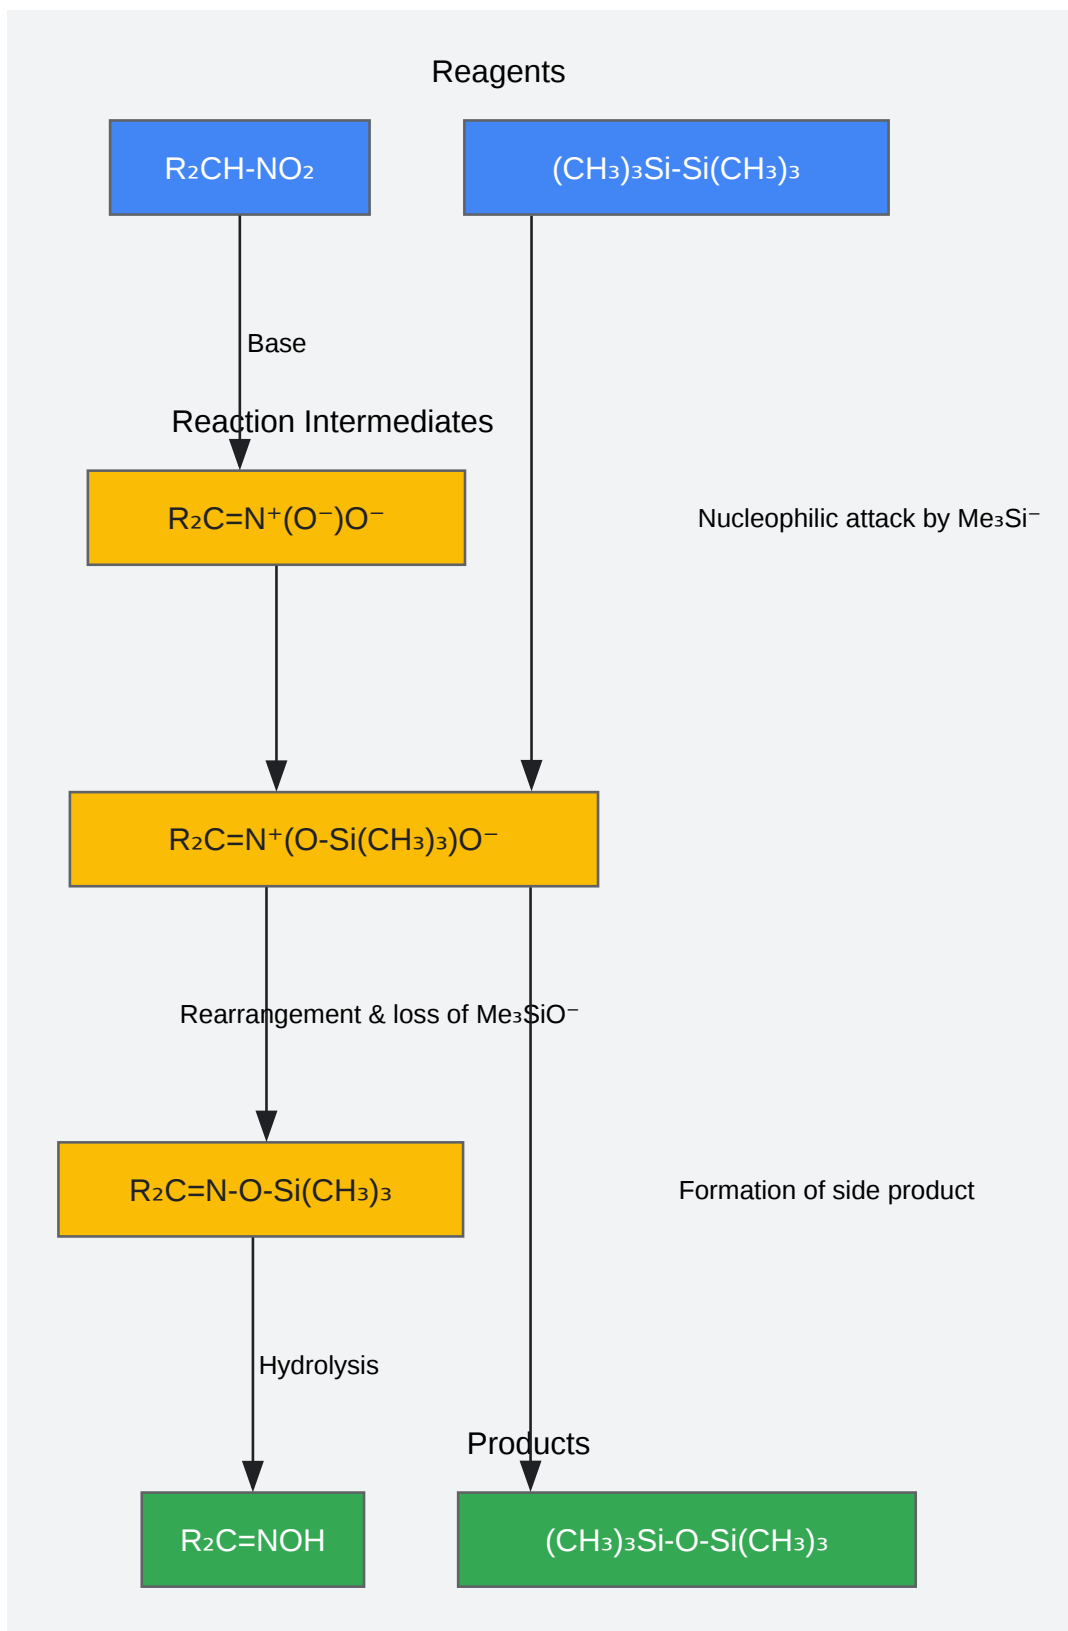 Reagents
R₂CH-NO₂
(CH₃)₃Si-Si(CH₃)₃
Base
Reaction Intermediates
R₂C=N⁺(O⁻)O⁻
Nucleophilic attack by Me₃Si⁻
R₂C=N⁺(O-Si(CH₃)₃)O⁻
Rearrangement & loss of Me₃SiO⁻
R₂C=N-O-Si(CH₃)₃
Formation of side product
Hydrolysis
Products
R₂C=NOH
(CH₃)₃Si-O-Si(CH₃)₃